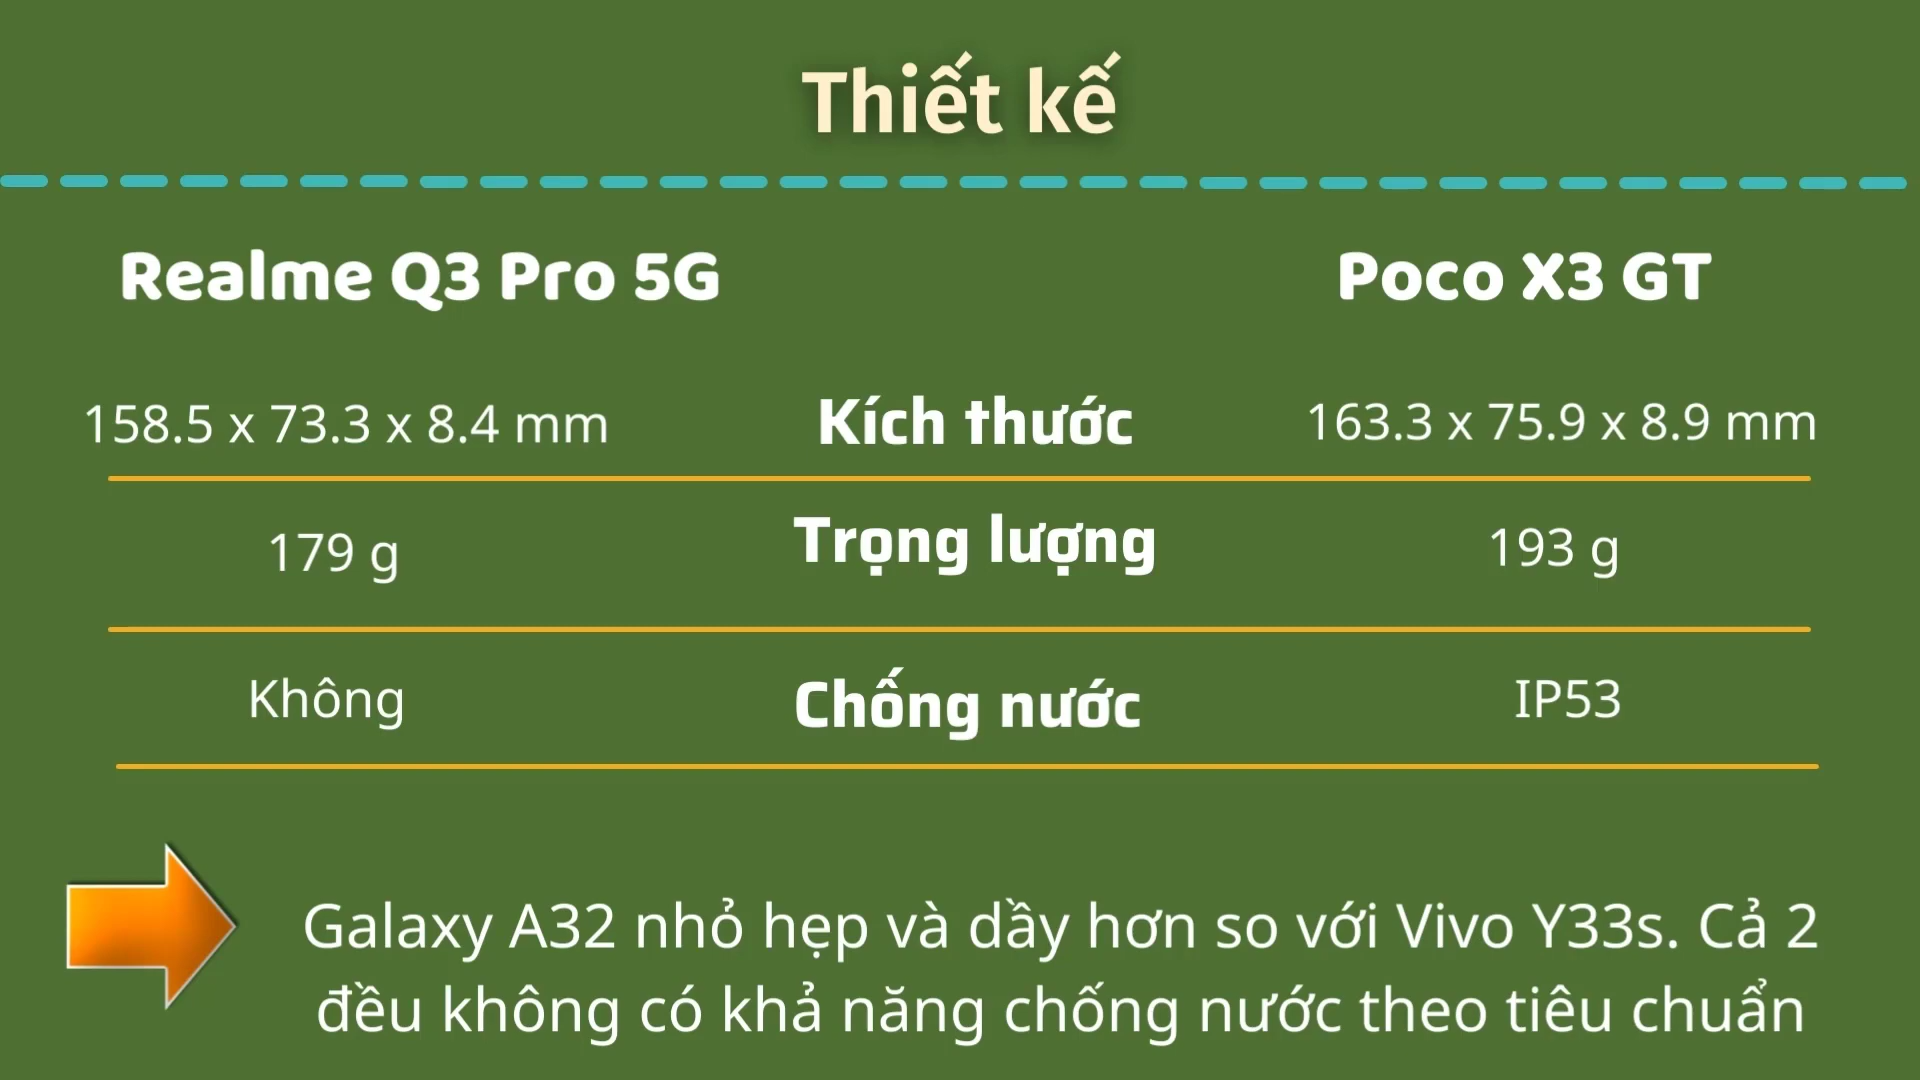 Thiết kế
Realme Q3 Pro 5G
Poco X3 GT
158.5 x 73.3 x 8.4 mm
Kích thước
163.3 x 75.9 x 8.9 mm
179 g
Trọng lượng
193 g
Không
Chống nước
IP53
Galaxy A32 nhỏ hẹp và dầy hơn so với Vivo Y33s. Cả 2
đều không có khả năng chống nước theo tiêu chuẩn